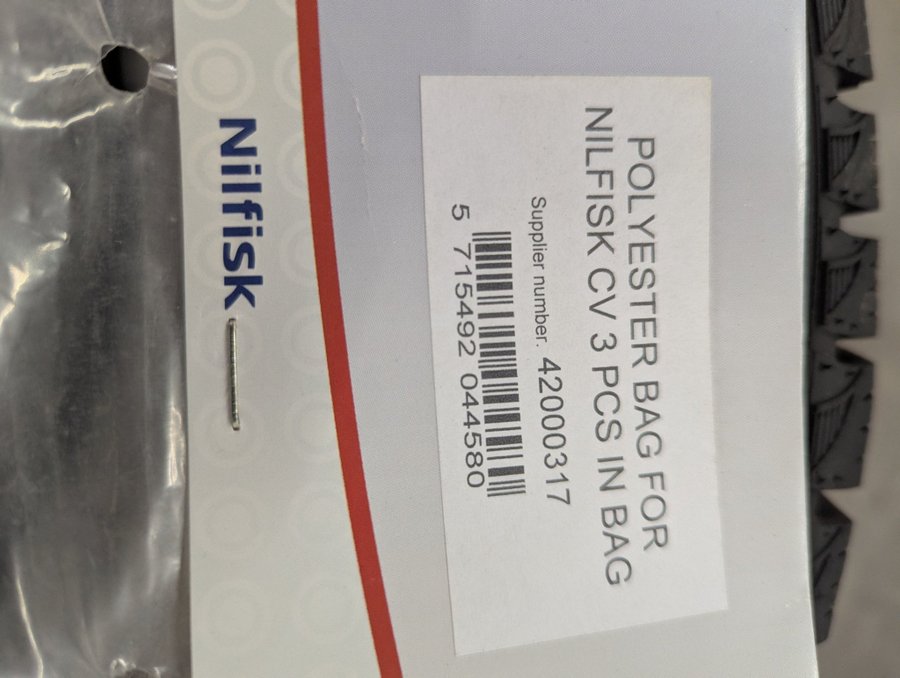 Nilfisk
POLYESTER BAG FOR
NILFISK CV 3 PCS IN BAG
Supplier number. 42000317
5 715492 044580